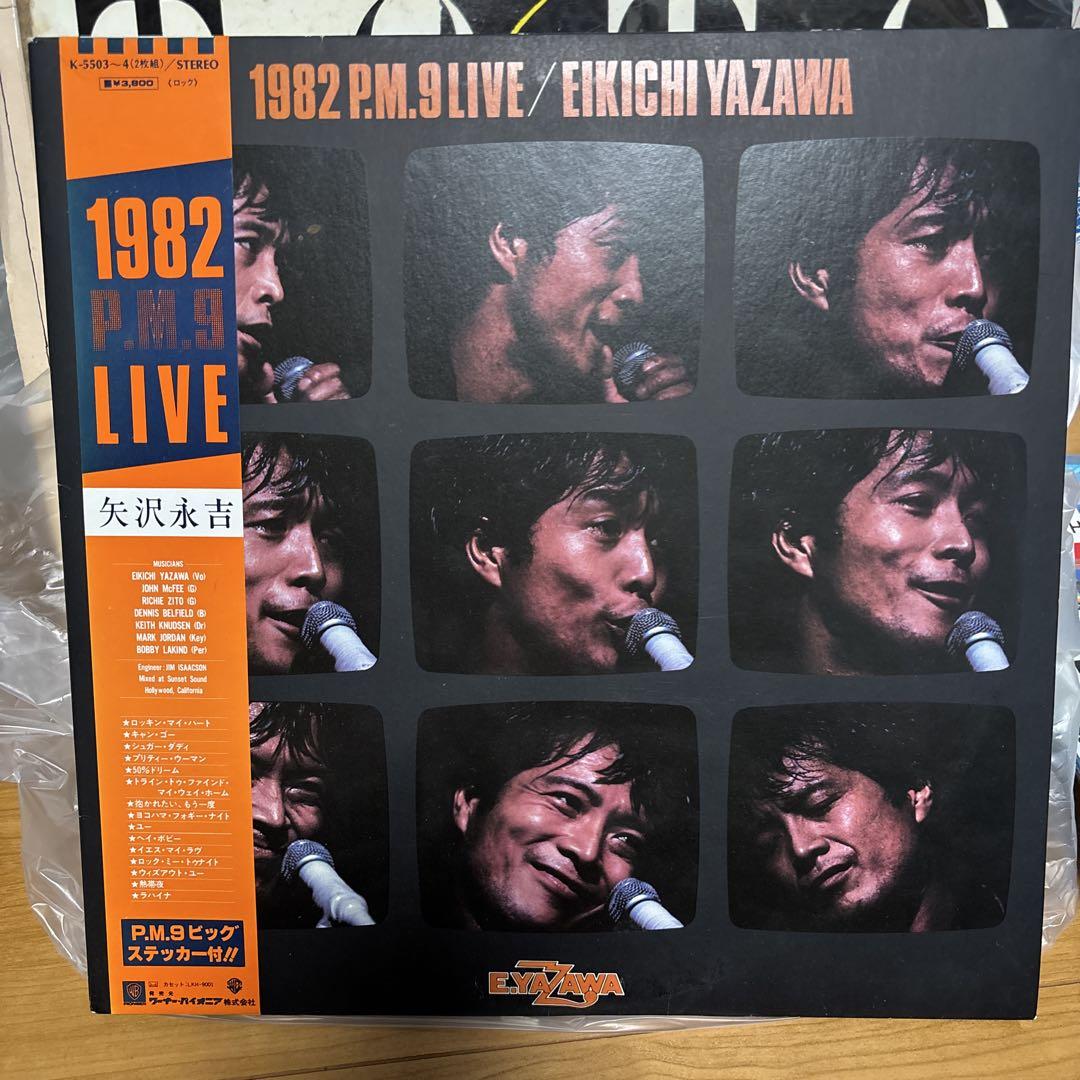 K-5503〜4(2枚組)/STEREO
¥3,800 〈ロック〉
1982 P.M.9 LIVE / EIKICHI YAZAWA
1982
P.M.9
LIVE
矢沢永吉
MUSICIANS
EIKICHI YAZAWA (Vo)
JOHN McFEE (G)
RICHIE ZITO (G)
DENNIS BELFIELD (B)
KEITH KNUDSEN (Dr)
MARK JORDAN (Key)
BOBBY LAKIND (Per)
Engineer: JIM ISAACSON
Mixed at Sunset Sound
Hollywood, California
★ロッキン・マイ・ハート
★キャン・ゴー
★シュガー・ダディ
★プリティー・ウーマン
★50%ドリーム
★トライン・トゥ・ファインド・
マイ・ウェイ・ホーム
★抱かれたい、もう一度
★ヨコハマ・フォギー・ナイト
★ユー
★ヘイ・ボビー
★イエス・マイ・ラヴ
★ロック・ミー・トゥナイト
★ウィズアウト・ユー
★熱帯夜
★ラハイナ
P.M.9ビッグ
ステッカー付!!
カセット:LKH-9001
発売元
ワーナー・パイオニア株式会社
E.YAZAWA